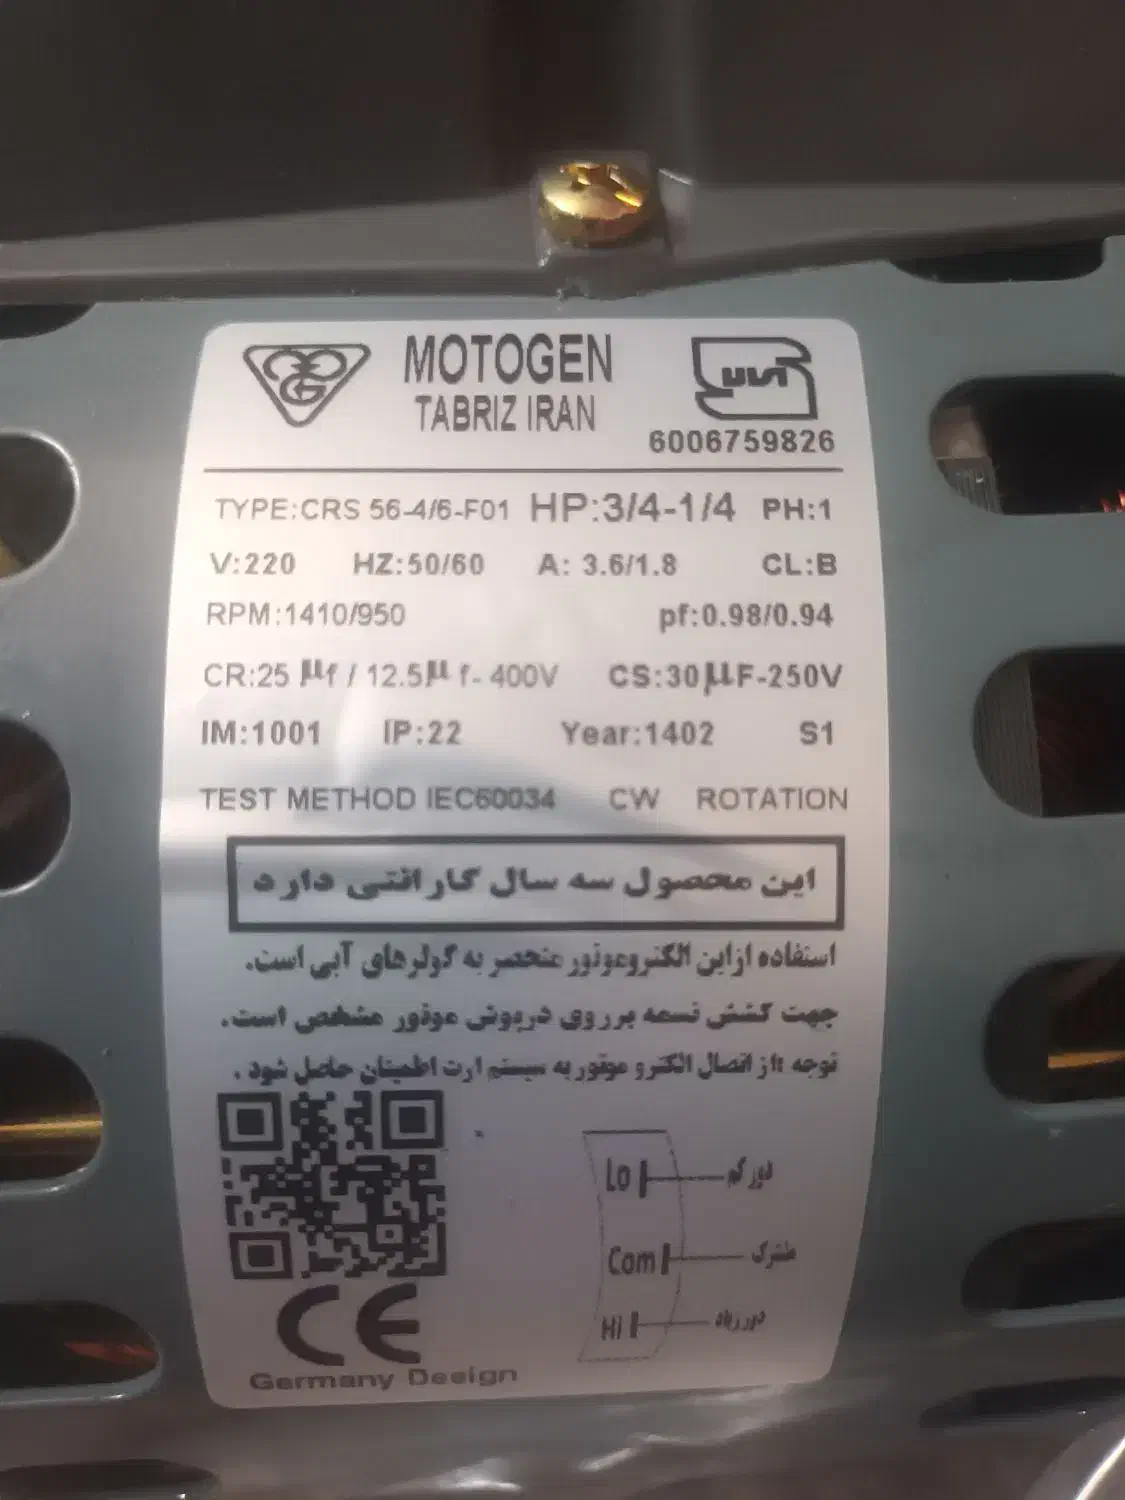 MOTOGEN
TABRIZ IRAN
6006759826
TYPE:CRS 56-4/6-F01 HP:3/4-1/4 PH:1
V:220 HZ:50/60 A: 3.6/1.8 CL:B
RPM:1410/950 pf:0.98/0.94
CR:25 µf / 12.5µ f- 400V CS:30µF-250V
IM:1001 IP:22 Year:1402 S1
TEST METHOD IEC60034 CW ROTATION
این محصول سه سال گارانتی دارد
استفاده ازاین الکتروموتور منحصر به کولرهای آبی است.
جهت کشش تسمه برروی درپوش موتور مشخص است.
توجه :از اتصال الکترو موتور به سیستم ارت اطمینان حاصل شود .
Lo دور کم
Com مشترک
Hi دور زیاد
CE
Germany Design